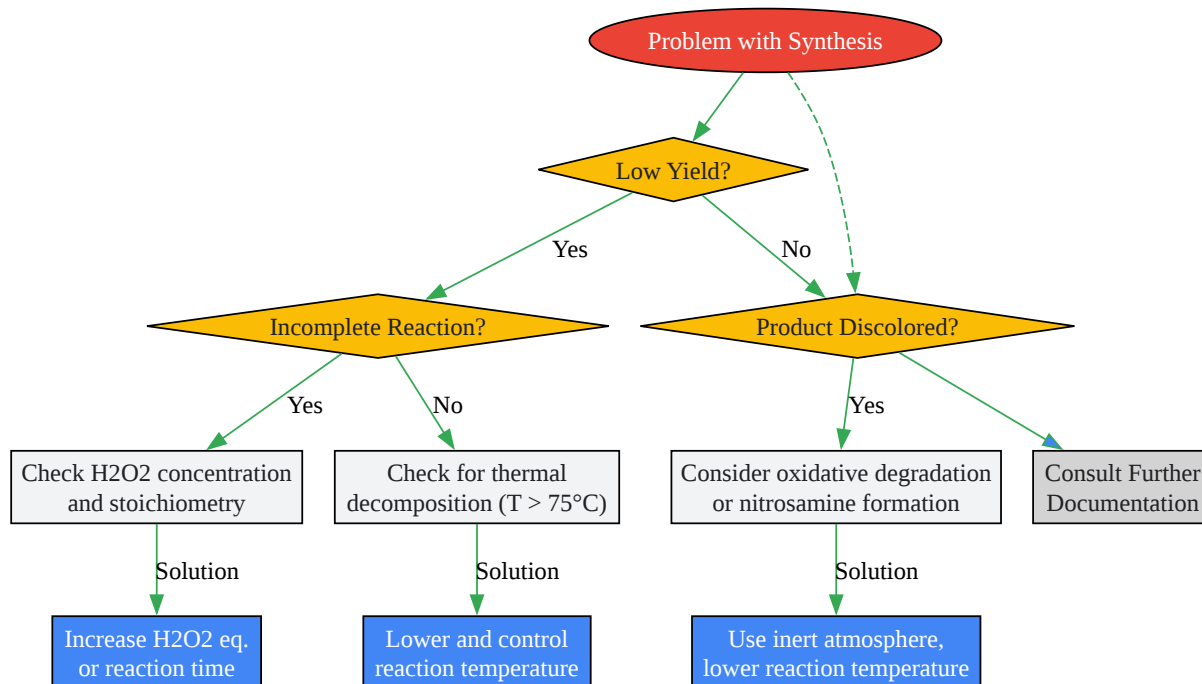 Problem with Synthesis
Low Yield?
Yes
No
Incomplete Reaction?
Product Discolored?
Yes
No
Yes
Check H2O2 concentration
and stoichiometry
Check for thermal
decomposition (T > 75°C)
Consider oxidative degradation
or nitrosamine formation
Consult Further
Documentation
Solution
Solution
Solution
Increase H2O2 eq.
or reaction time
Lower and control
reaction temperature
Use inert atmosphere,
lower reaction temperature